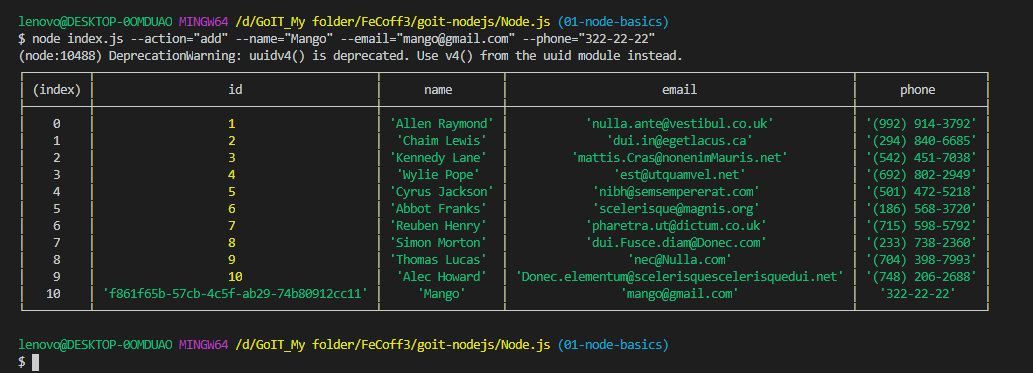 lenovo@DESKTOP-0OMDUAO MINGW64 /d/GoIT_My folder/FeCoff3/goit-nodejs/Node.js (01-node-basics)
$ node index.js --action="add" --name="Mango" --email="mango@gmail.com" --phone="322-22-22"
(node:10488) DeprecationWarning: uuidv4() is deprecated. Use v4() from the uuid module instead.
(index) id name email phone
0 1 'Allen Raymond' 'nulla.ante@vestibul.co.uk' '(992) 914-3792'
1 2 'Chaim Lewis' 'dui.in@egetlacus.ca' '(294) 840-6685'
2 3 'Kennedy Lane' 'mattis.Cras@nonenimMauris.net' '(542) 451-7038'
3 4 'Wylie Pope' 'est@utquamvel.net' '(692) 802-2949'
4 5 'Cyrus Jackson' 'nibh@semsempererat.com' '(501) 472-5218'
5 6 'Abbot Franks' 'scelerisque@magnis.org' '(186) 568-3720'
6 7 'Reuben Henry' 'pharetra.ut@dictum.co.uk' '(715) 598-5792'
7 8 'Simon Morton' 'dui.Fusce.diam@Donec.com' '(233) 738-2360'
8 9 'Thomas Lucas' 'nec@Nulla.com' '(704) 398-7993'
9 10 'Alec Howard' 'Donec.elementum@scelerisquescelerisquedui.net' '(748) 206-2688'
10 'f861f65b-57cb-4c5f-ab29-74b80912cc11' 'Mango' 'mango@gmail.com' '322-22-22'
lenovo@DESKTOP-0OMDUAO MINGW64 /d/GoIT_My folder/FeCoff3/goit-nodejs/Node.js (01-node-basics)
$